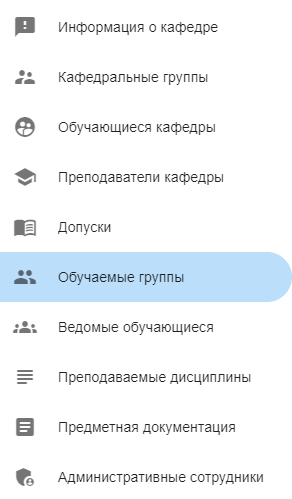 Информация о кафедре
Кафедральные группы
Обучающиеся кафедры
Преподаватели кафедры
Допуски
Обучаемые группы
Ведомые обучающиеся
Преподаваемые дисциплины
Предметная документация
Административные сотрудники